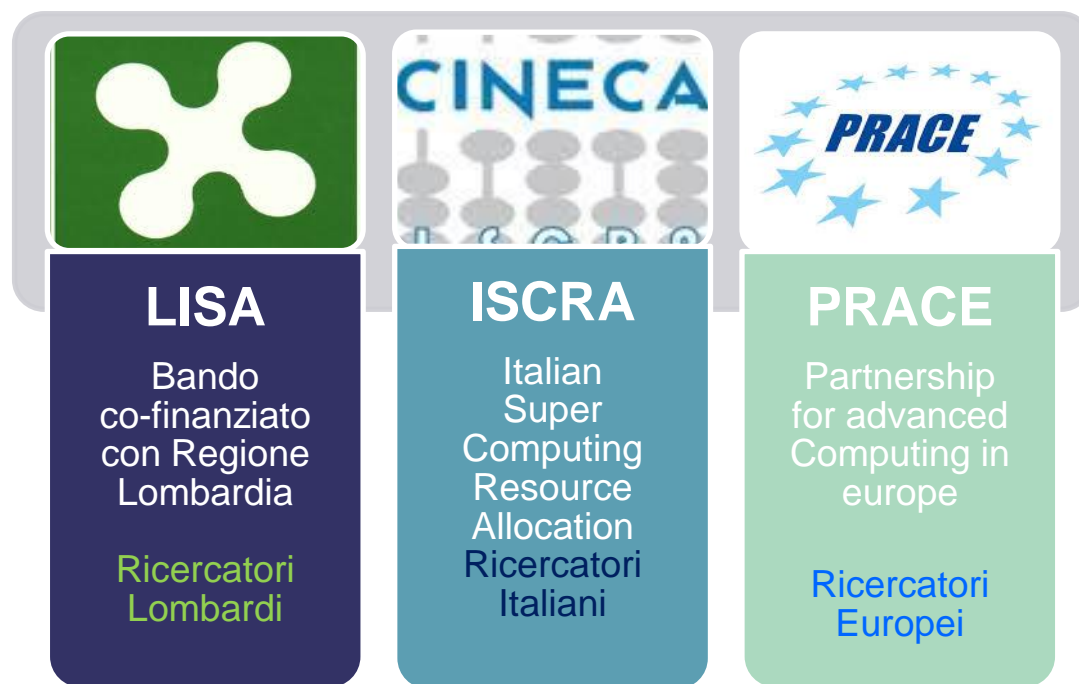 CINECA
PRACE
LISA
Bando
co-finanziato
con Regione
Lombardia
Ricercatori
Lombardi
ISCRA
Italian
Super
Computing
Resource
Allocation
Ricercatori
Italiani
PRACE
Partnership
for advanced
Computing in
europe
Ricercatori
Europei